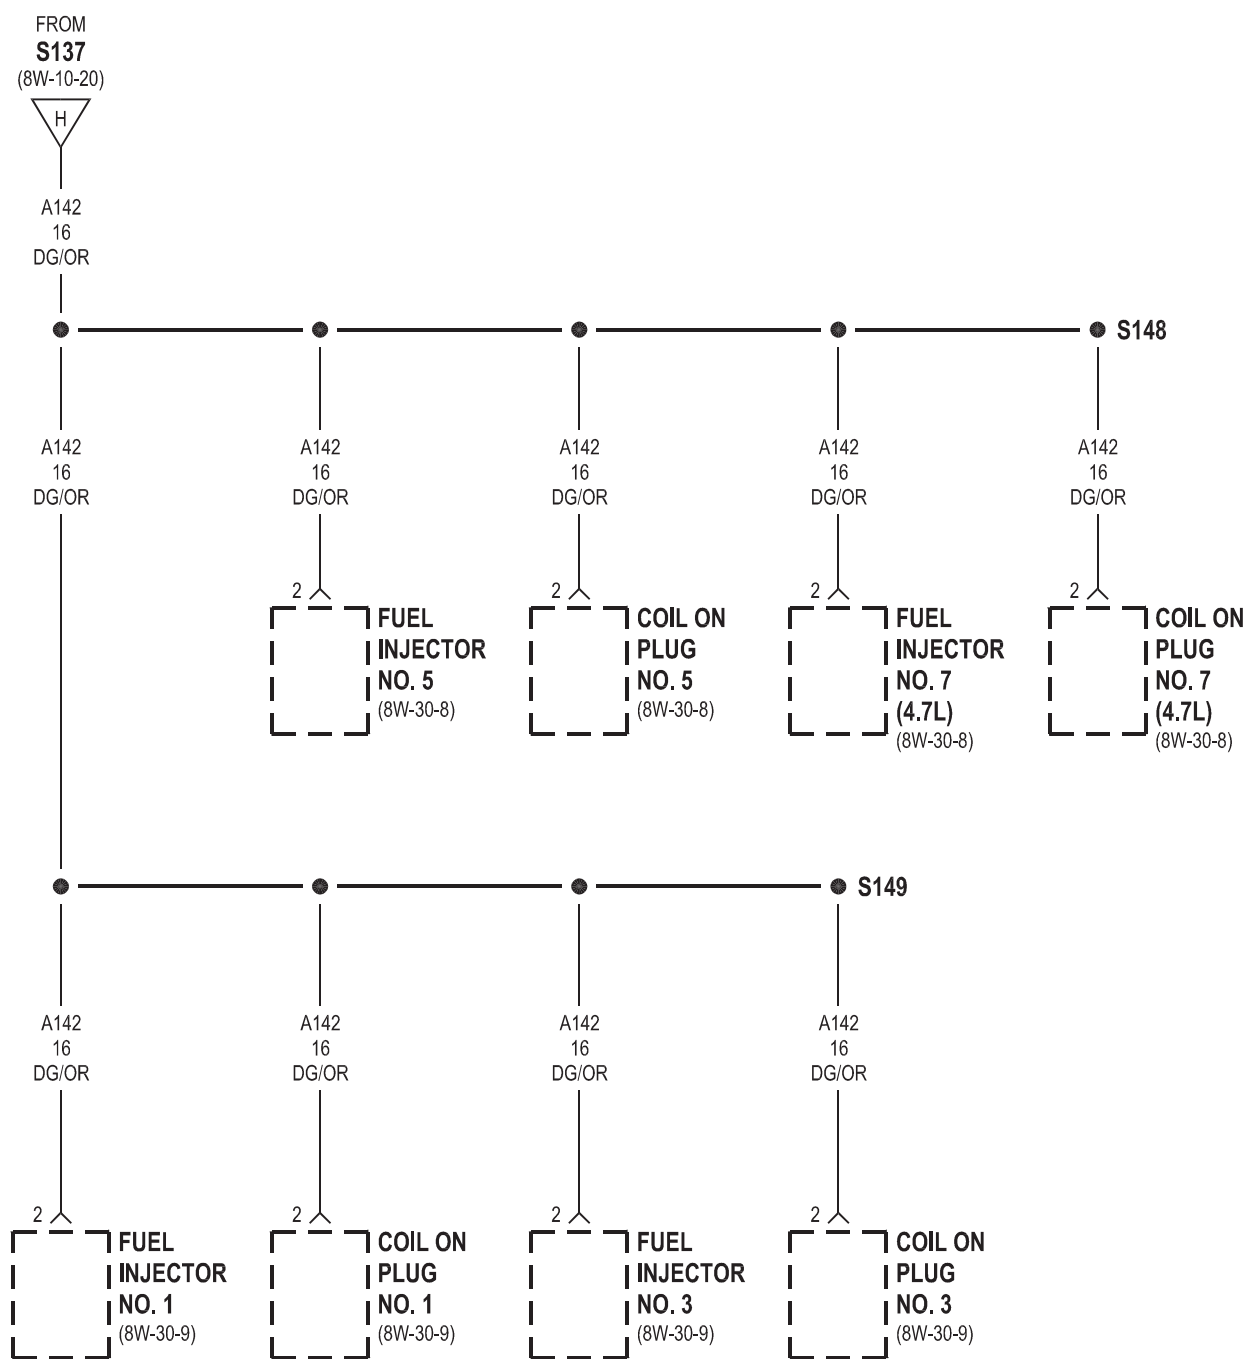 FROM
S137
(8W-10-20)
H
A142
16
DG/OR
S148
A142
16
DG/OR
A142
16
DG/OR
A142
16
DG/OR
A142
16
DG/OR
A142
16
DG/OR
2
FUEL
INJECTOR
NO. 5
(8W-30-8)
2
COIL ON
PLUG
NO. 5
(8W-30-8)
2
FUEL
INJECTOR
NO. 7
(4.7L)
(8W-30-8)
2
COIL ON
PLUG
NO. 7
(4.7L)
(8W-30-8)
S149
A142
16
DG/OR
A142
16
DG/OR
A142
16
DG/OR
A142
16
DG/OR
2
FUEL
INJECTOR
NO. 1
(8W-30-9)
2
COIL ON
PLUG
NO. 1
(8W-30-9)
2
FUEL
INJECTOR
NO. 3
(8W-30-9)
2
COIL ON
PLUG
NO. 3
(8W-30-9)